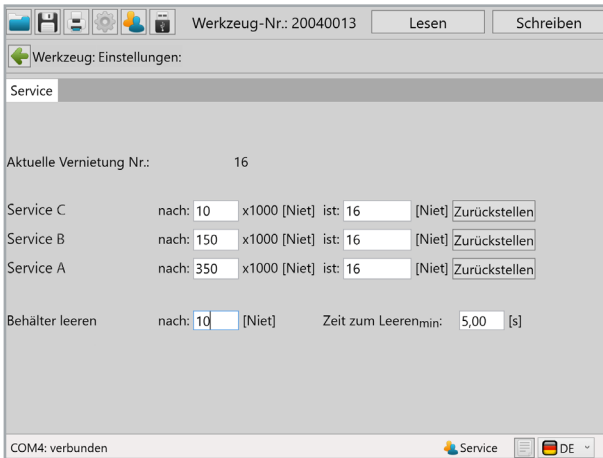 Werkzeug-Nr.: 20040013 Lesen Schreiben
Werkzeug: Einstellungen:
Service
Aktuelle Vernietung Nr.: 16
Service C nach: 10 x1000 [Niet] ist: 16 [Niet] Zurückstellen
Service B nach: 150 x1000 [Niet] ist: 16 [Niet] Zurückstellen
Service A nach: 350 x1000 [Niet] ist: 16 [Niet] Zurückstellen
Behälter leeren nach: 10 [Niet] Zeit zum Leeren min: 5,00 [s]
COM4: verbunden Service DE